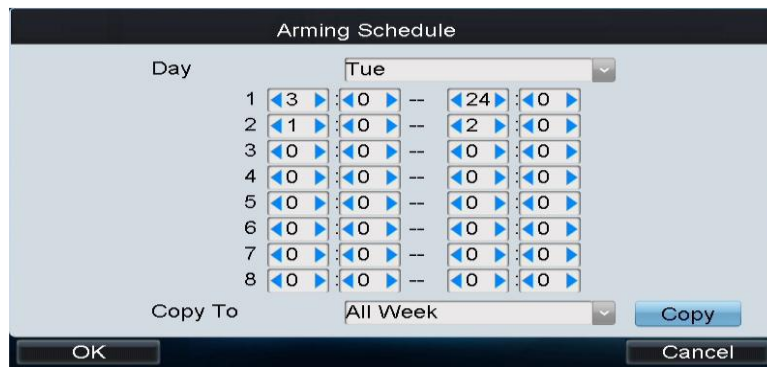 Arming Schedule
Day Tue
1 3 : 0 -- 24 : 0
2 1 : 0 -- 2 : 0
3 0 : 0 -- 0 : 0
4 0 : 0 -- 0 : 0
5 0 : 0 -- 0 : 0
6 0 : 0 -- 0 : 0
7 0 : 0 -- 0 : 0
8 0 : 0 -- 0 : 0
Copy To All Week Copy
OK Cancel